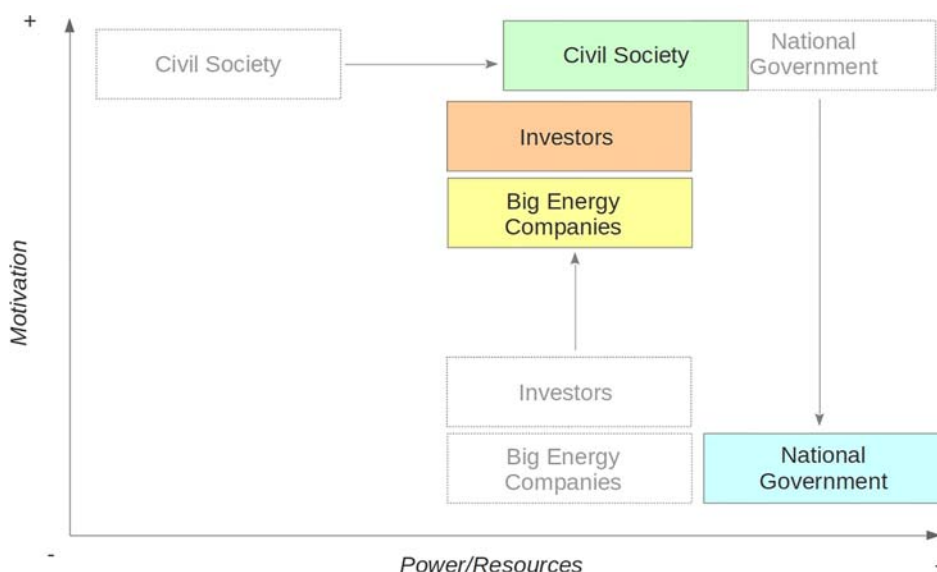 +
Civil Society
Civil Society
National
Government
Investors
Big Energy
Companies
Motivation
Investors
Big Energy
Companies
National
Government
-
Power/Resources